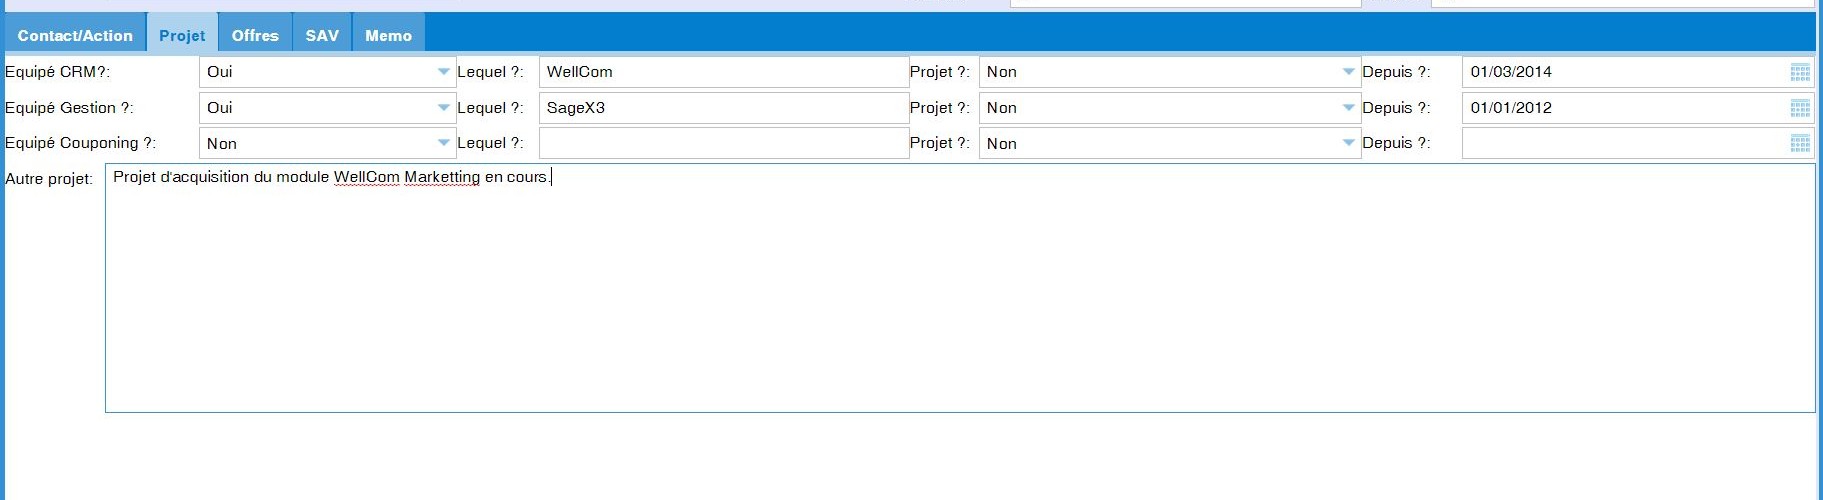 Contact/Action Projet Offres SAV Memo
Equipé CRM?: Oui Lequel ?: WellCom Projet ?: Non Depuis ?: 01/03/2014
Equipé Gestion ?: Oui Lequel ?: SageX3 Projet ?: Non Depuis ?: 01/01/2012
Equipé Couponing ?: Non Lequel ?: Projet ?: Non Depuis ?:
Autre projet: Projet d'acquisition du module WellCom Marketting en cours.